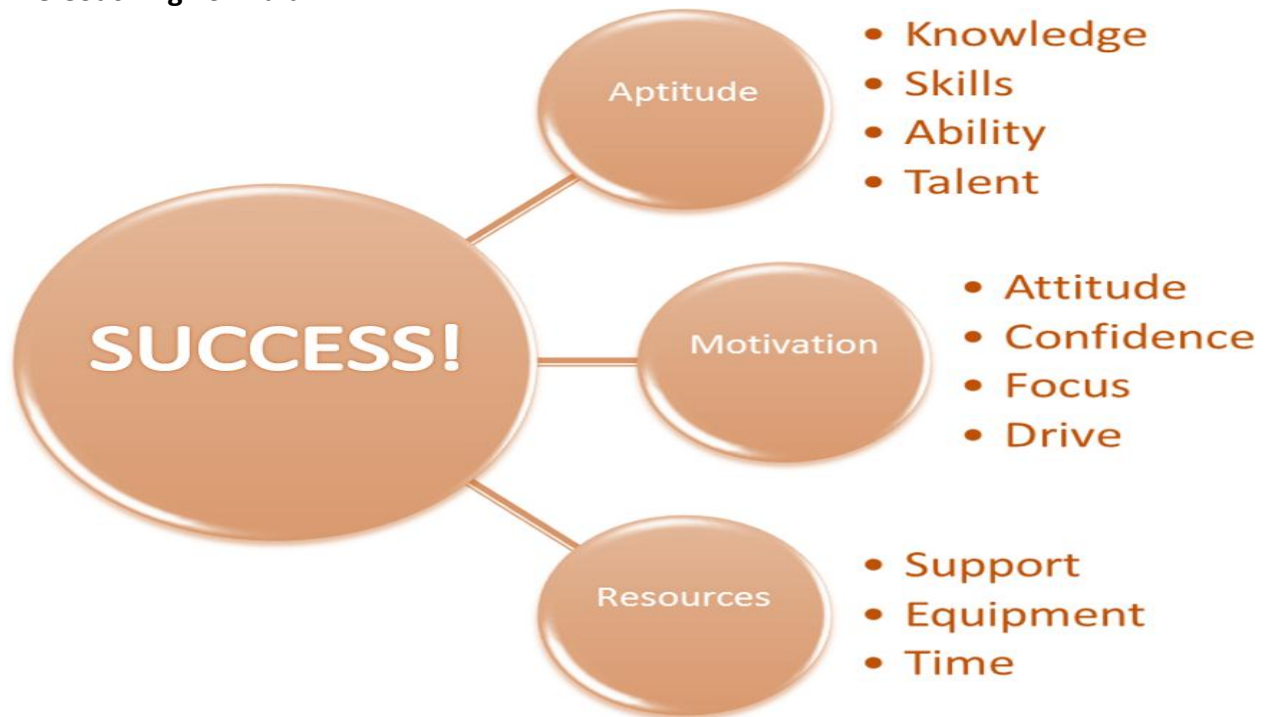 Aptitude
• Knowledge
• Skills
• Ability
• Talent
SUCCESS!
Motivation
• Attitude
• Confidence
• Focus
• Drive
Resources
• Support
• Equipment
• Time